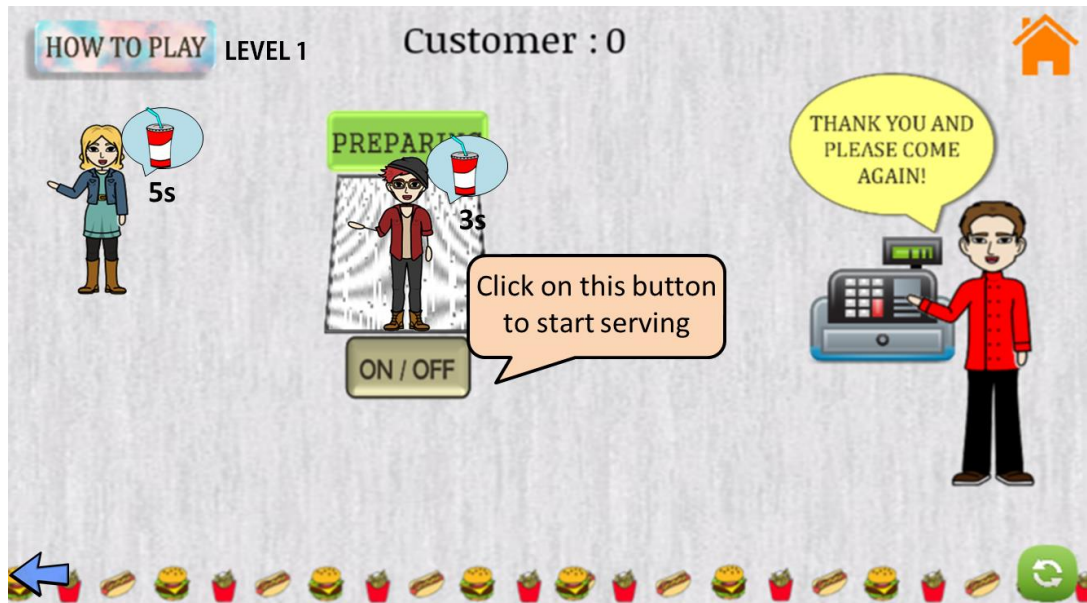 HOW TO PLAY
LEVEL 1
Customer : 0
5s
PREPARING
3s
Click on this button
to start serving
ON / OFF
THANK YOU AND
PLEASE COME
AGAIN!